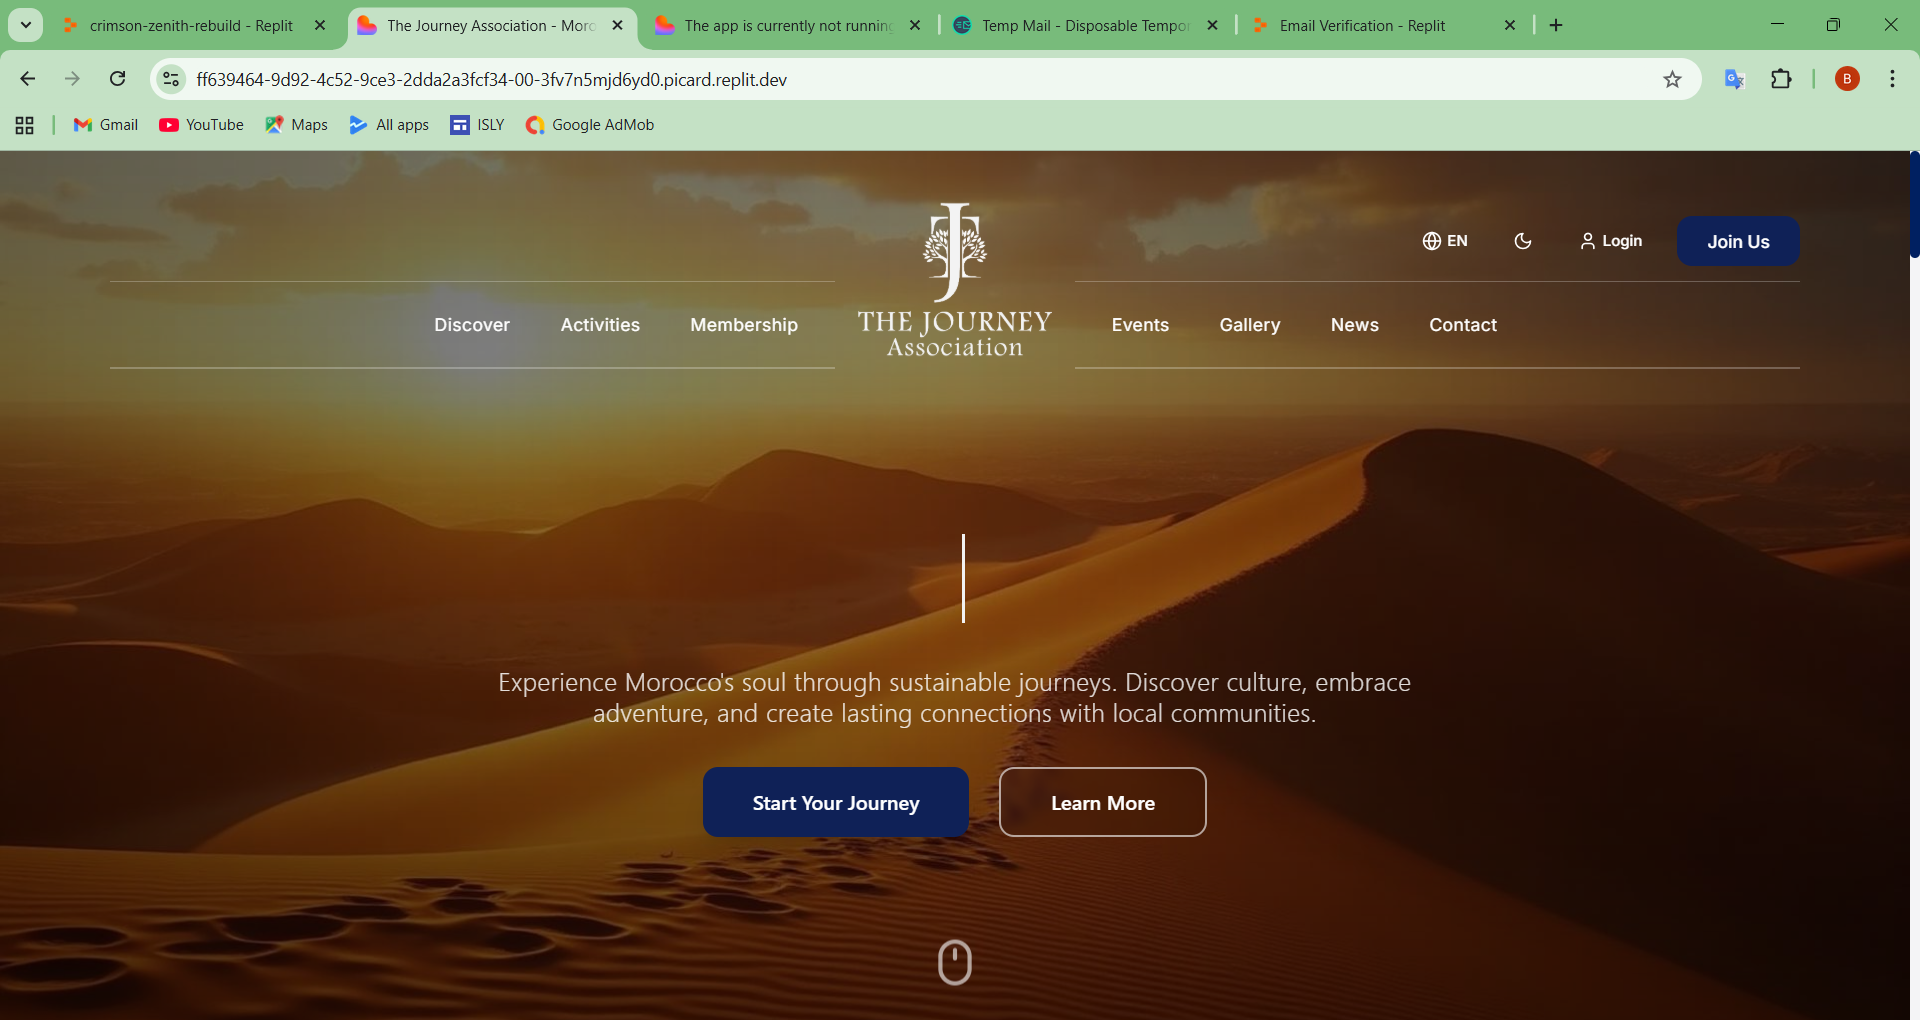 crimson-zenith-rebuild - Replit
The Journey Association - Moro
The app is currently not running
Temp Mail - Disposable Tempor
Email Verification - Replit
ff639464-9d92-4c52-9ce3-2dda2a3fcf34-00-3fv7n5mjd6yd0.picard.replit.dev
B
Gmail
YouTube
Maps
All apps
ISLY
Google AdMob
EN
Login
Join Us
Discover
Activities
Membership
THE JOURNEY
Association
Events
Gallery
News
Contact
Experience Morocco's soul through sustainable journeys. Discover culture, embrace
adventure, and create lasting connections with local communities.
Start Your Journey
Learn More